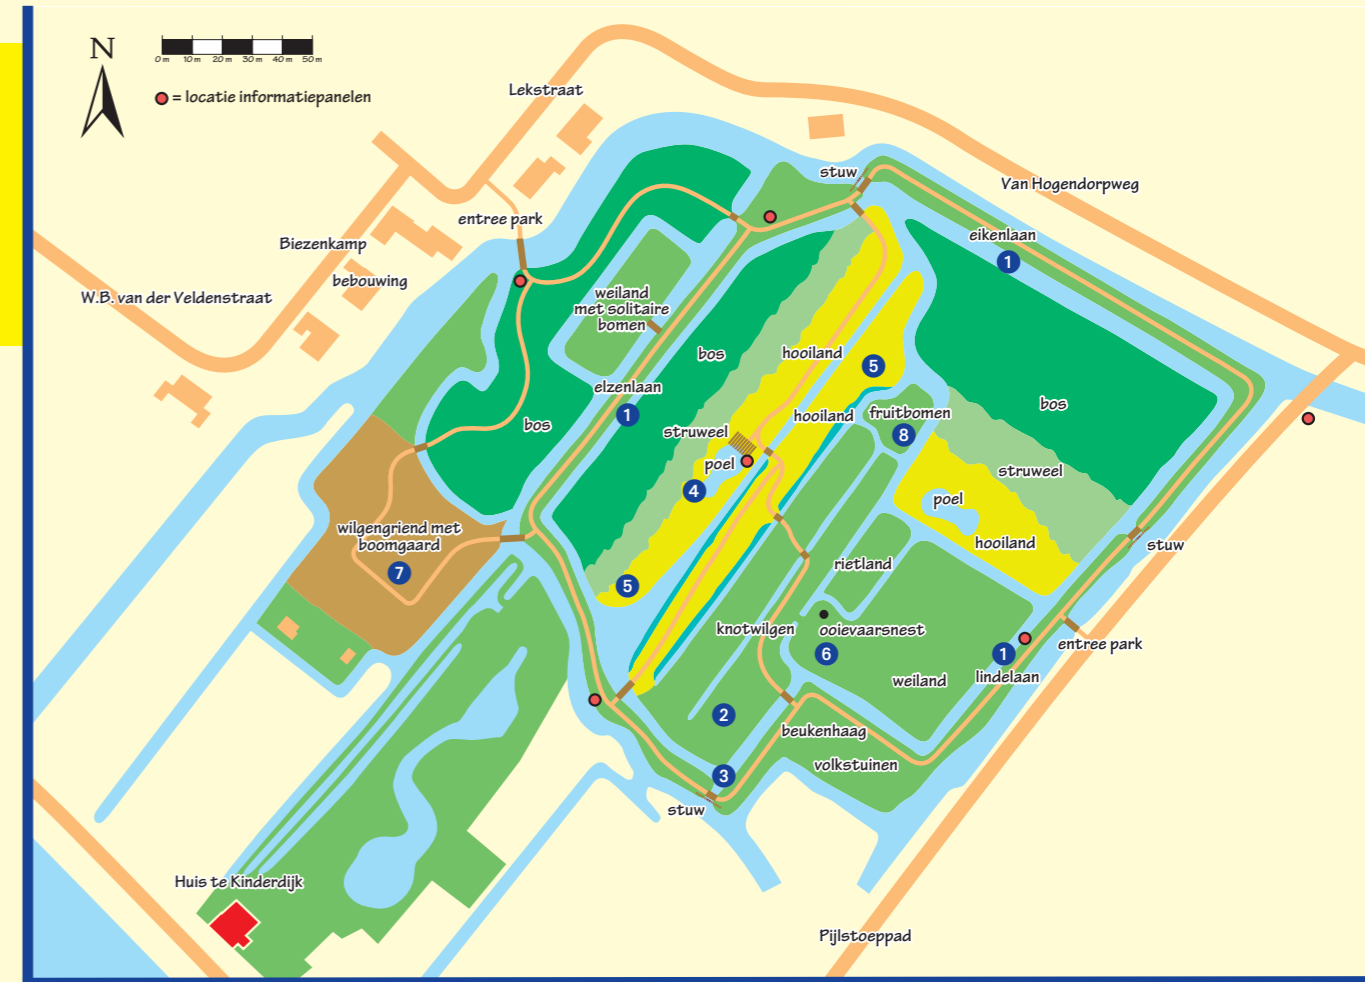 N
0 m 10 m 20 m 30 m 40 m 50 m
= locatie informatiepanelen
Lekstraat
stuw
Van Hogendorpweg
entree park
eikenlaan
1
Biezenkamp
bebouwing
W.B. van der Veldenstraat
weiland
met solitaire
bomen
bos
hooiland
5
elzenlaan
1
hooiland
fruitbomen
8
bos
bos
struweel
poel
4
struweel
poel
hooiland
stuw
wilgengriend met
boomgaard
7
rietland
5
knotwilgen
ooievaarsnest
6
1
entree park
weiland
lindelaan
2
beukenhaag
volkstuinen
3
stuw
Huis te Kinderdijk
Pijlstoeppad